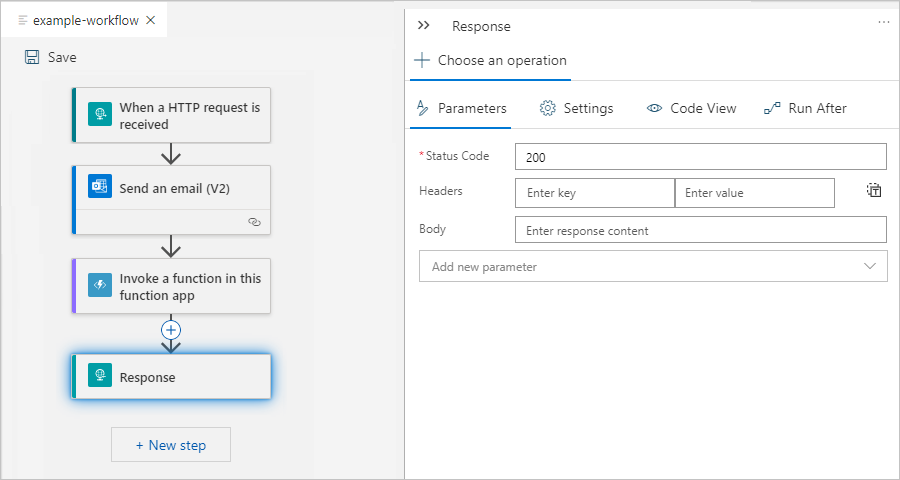 example-workflow
Save
When a HTTP request is
received
Send an email (V2)
Invoke a function in this
function app
Response
+ New step
Response
Choose an operation
Parameters Settings Code View Run After
*Status Code 200
Headers Enter key Enter value
Body Enter response content
Add new parameter